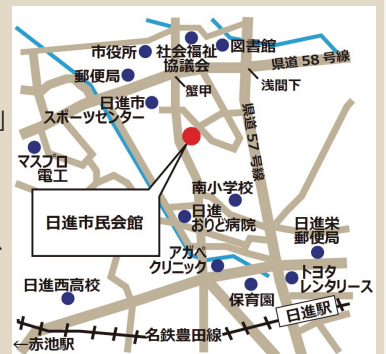 市役所
社会福祉
協議会
図書館
県道58号線
郵便局
蟹甲
浅間下
日進市
スポーツセンター
県道57号線
」
マスプロ
電工
南小学校
日進市民会館
日進
おりど病院
日進栄
郵便局
、
アガペ
クリニック
トヨタ
レンタリース
日進西高校
保育園
日進駅
名鉄豊田線
←赤池駅